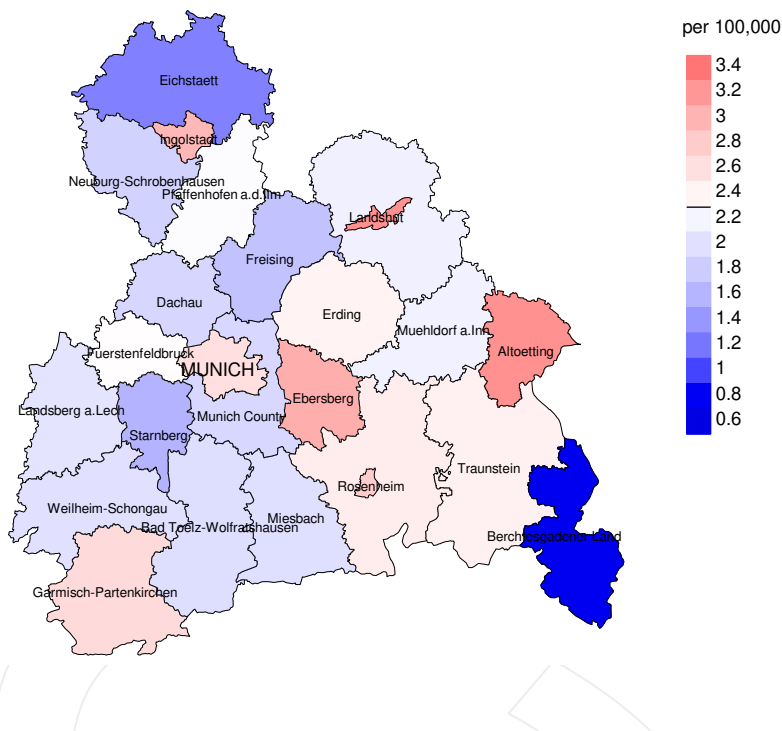 per 100,000
3.4
3.2
3
2.8
2.6
2.4
2.2
2
1.8
1.6
1.4
1.2
1
0.8
0.6
Eichstaett
Ingolstadt
Neuburg-Schrobenhausen
Pfaffenhofen a.d.Ilm
Landshut
Freising
Dachau
Erding
Muehldorf a.Inn
Altoetting
Fuerstenfeldbruck
MUNICH
Ebersberg
Landsberg a.Lech
Munich County
Starnberg
Traunstein
Rosenheim
Weilheim-Schongau
Miesbach
Bad Toelz-Wolfratshausen
Berchtesgadener Land
Garmisch-Partenkirchen